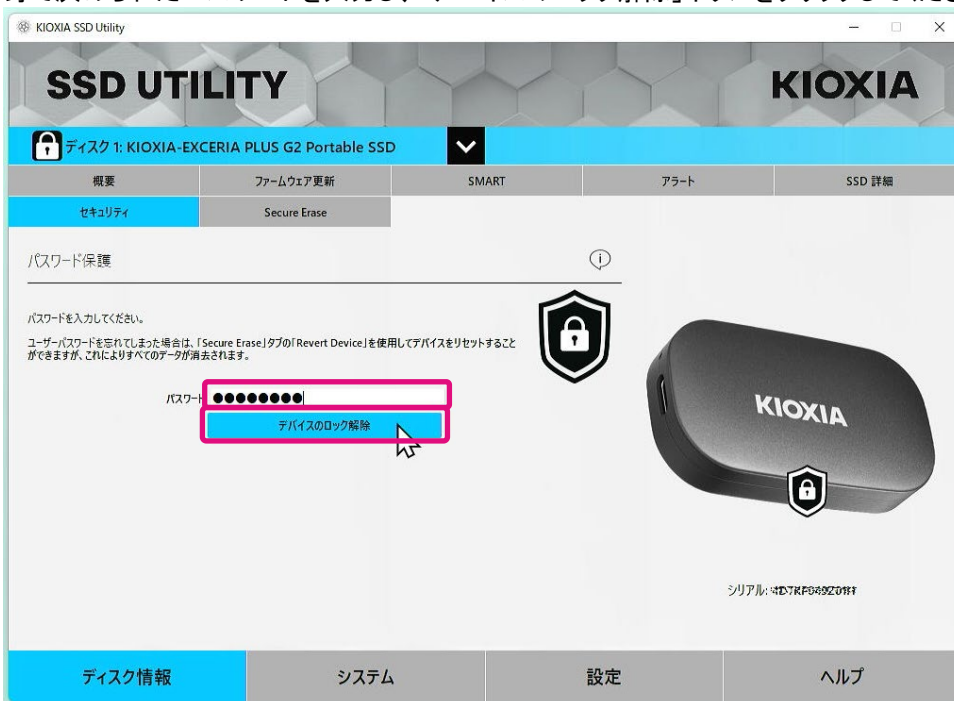 KIOXIA SSD Utility
SSD UTILITY
KIOXIA
ディスク 1: KIOXIA-EXCERIA PLUS G2 Portable SSD
概要
ファームウェア更新
SMART
アラート
SSD 詳細
セキュリティ
Secure Erase
パスワード保護
パスワードを入力してください。
ユーザーパスワードを忘れてしまった場合は、「Secure Erase」タブの「Revert Device」を使用してデバイスをリセットすること
ができますが、これによりすべてのデータが消去されます。
パスワード
デバイスのロック解除
KIOXIA
シリアル:
ディスク情報
システム
設定
ヘルプ